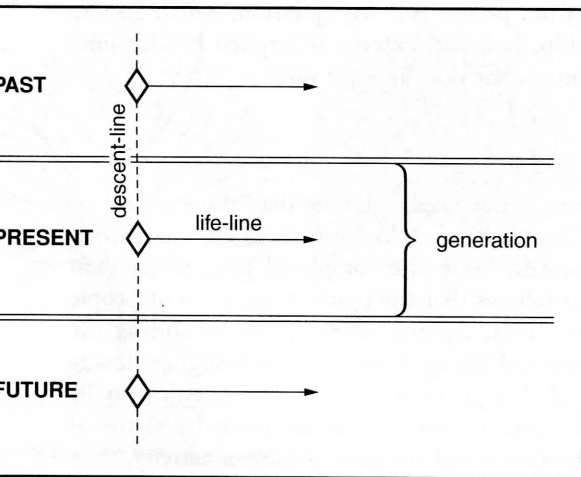 PAST
descent-line
life-line
PRESENT
generation
FUTURE